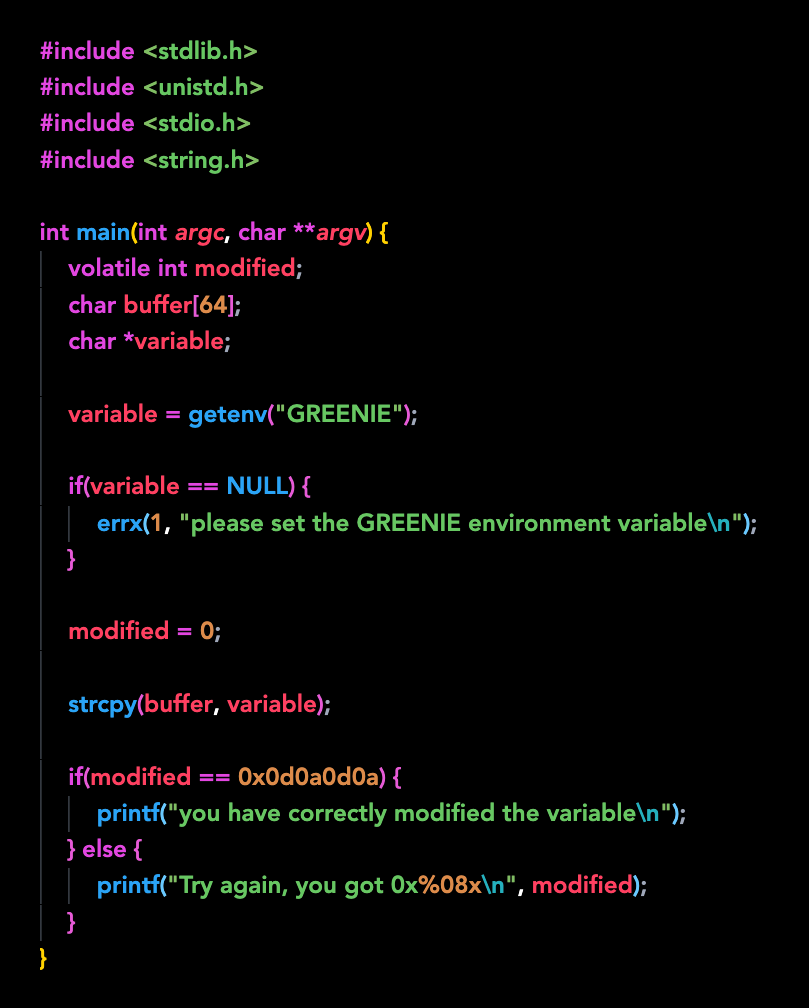 #include <stdlib.h>
#include <unistd.h>
#include <stdio.h>
#include <string.h>

int main(int argc, char **argv) {
    volatile int modified;
    char buffer[64];
    char *variable;

    variable = getenv("GREENIE");

    if(variable == NULL) {
        errx(1, "please set the GREENIE environment variable\n");
    }

    modified = 0;

    strcpy(buffer, variable);

    if(modified == 0x0d0a0d0a) {
        printf("you have correctly modified the variable\n");
    } else {
        printf("Try again, you got 0x%08x\n", modified);
    }
}